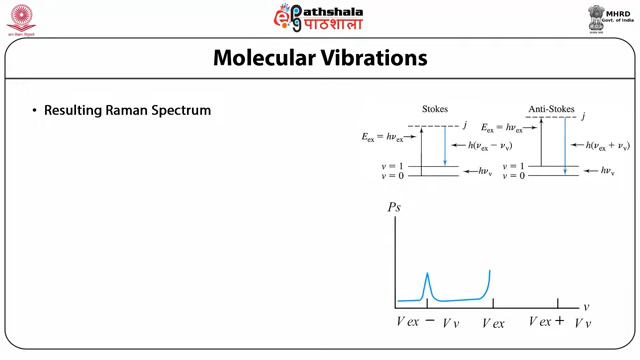 ePathshala
पाठशाला
MHRD
Govt. of India
Molecular Vibrations
• Resulting Raman Spectrum
Stokes
Anti-Stokes
E_ex = hν_ex
j
h(ν_ex − ν_v)
v = 1
v = 0
hν_v
E_ex = hν_ex
j
h(ν_ex + ν_v)
v = 1
v = 0
hν_v
Ps
ν
V ex − V v
V ex
V ex + V v